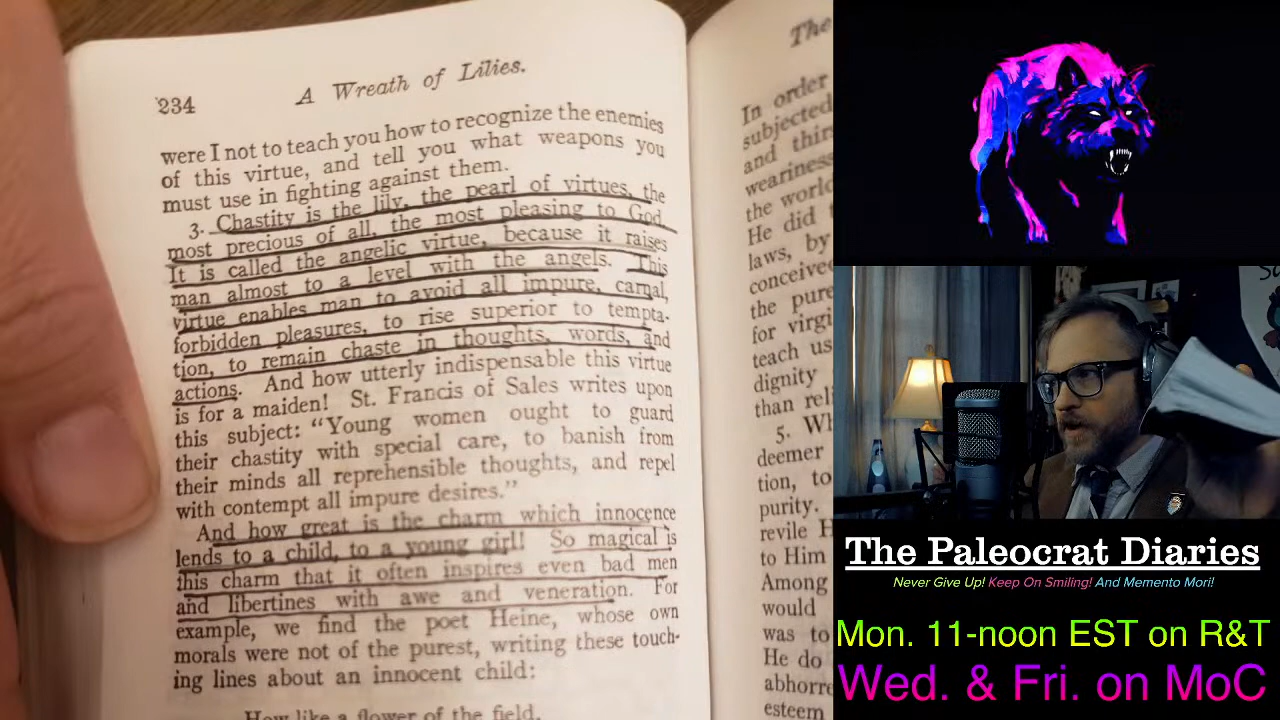 234
A Wreath of Lilies.
were I not to teach you how to recognize the enemies
of this virtue, and tell you what weapons you
must use in fighting against them.
3. Chastity is the lily, the pearl of virtues, the
most precious of all, the most pleasing to God.
It is called the angelic virtue, because it raises
man almost to a level with the angels. This
virtue enables man to avoid all impure, carnal,
forbidden pleasures, to rise superior to tempta-
tion, to remain chaste in thoughts, words, and
actions. And how utterly indispensable this virtue
is for a maiden! St. Francis of Sales writes upon
this subject: "Young women ought to guard
their chastity with special care, to banish from
their minds all reprehensible thoughts, and repel
with contempt all impure desires."
And how great is the charm which innocence
lends to a child, to a young girl! So magical is
this charm that it often inspires even bad men
and libertines with awe and veneration. For
example, we find the poet Heine, whose own
morals were not of the purest, writing these touch-
ing lines about an innocent child:
How like a flower of the field,
The
In order
subjected
and
weariness
the world
He did
laws, by
conceived
the pure
for
teach us
dignity
than
5.
deemer
tion, to
purity.
revile
to Him
Among
would
was to
He do
esteem
The Paleocrat Diaries
Never Give Up! Keep On Smiling! And Memento Mori!
Mon. 11-noon EST on R&T
Wed. & Fri. on MoC